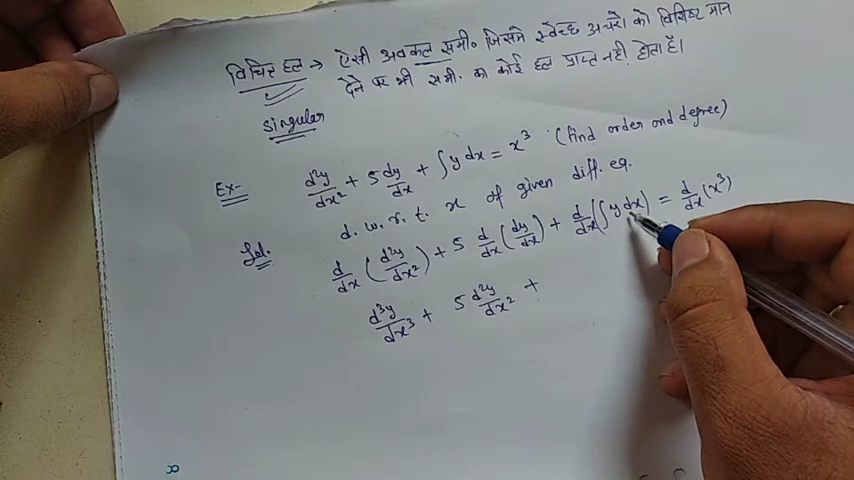 विचित्र हल → ऐसी अवकल समी. जिसमें स्वेच्छ अचरों को विशिष्ट मान
देने पर भी समी. का कोई हल प्राप्त नहीं होता है।
singular
Ex- d²y/dx² + 5 dy/dx + ∫y dx = x³ (find order and degree)
Sol. d. w. r. t. x of given diff. eq.
d/dx (d²y/dx²) + 5 d/dx (dy/dx) + d/dx (∫y dx) = d/dx (x³)
d³y/dx³ + 5 d²y/dx² +